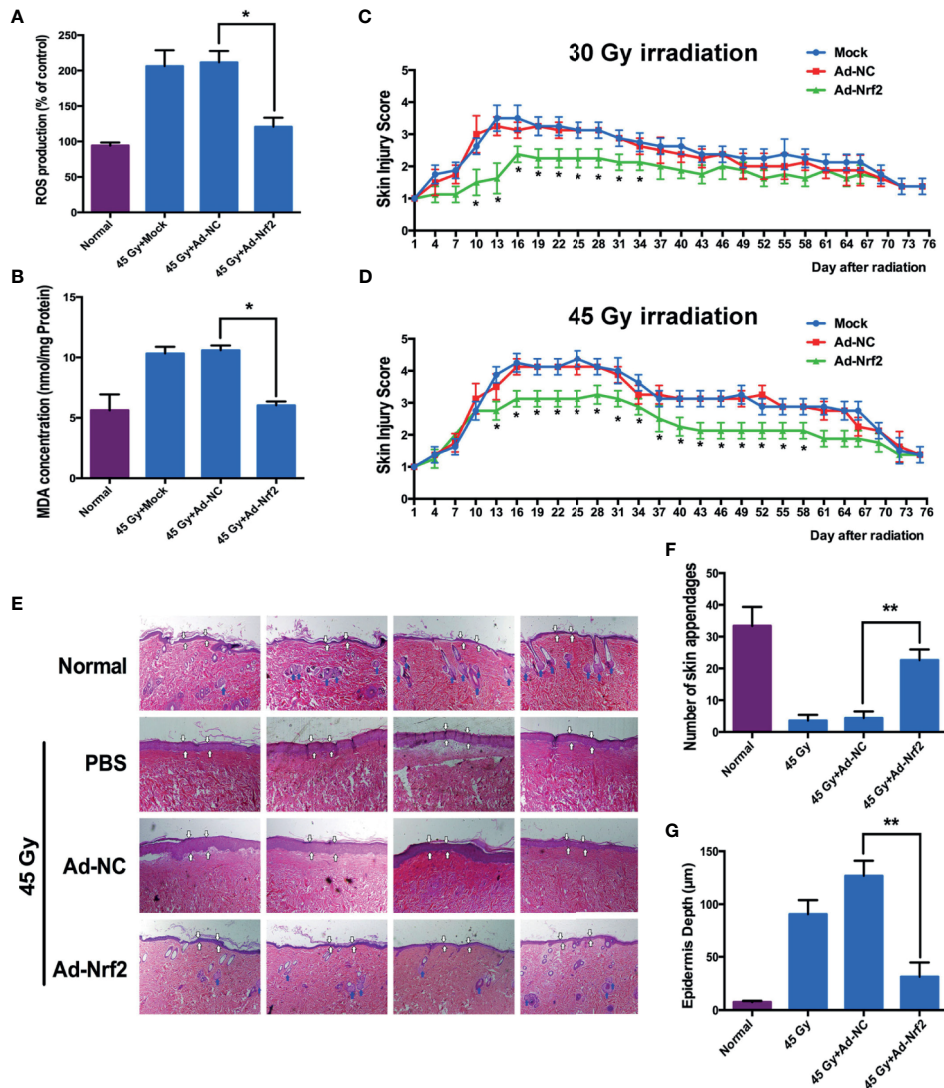 A
ROS production (% of control)
250
200
150
100
50
0
*
Normal
45 Gy+Mock
45 Gy+Ad-NC
45 Gy+Ad-Nrf2
B
MDA concentration (nmol/mg Protein)
15
10
5
0
*
Normal
45 Gy+Mock
45 Gy+Ad-NC
45 Gy+Ad-Nrf2
C
30 Gy irradiation
Mock
Ad-NC
Ad-Nrf2
Skin Injury Score
5
4
3
2
1
0
* * * * * * * * *
1 4 7 10 13 16 19 22 25 28 31 34 37 40 43 46 49 52 55 58 61 64 67 70 73 76
Day after radiation
D
45 Gy irradiation
Mock
Ad-NC
Ad-Nrf2
Skin Injury Score
5
4
3
2
1
0
* * * * * * * * * * * * * * * *
1 4 7 10 13 16 19 22 25 28 31 34 37 40 43 46 49 52 55 58 61 64 67 70 73 76
Day after radiation
E
Normal
45 Gy
PBS
Ad-NC
Ad-Nrf2
F
Number of skin appendages
40
30
20
10
0
**
Normal
45 Gy
45 Gy+Ad-NC
45 Gy+Ad-Nrf2
G
Epidermis Depth (μm)
150
100
50
0
**
Normal
45 Gy
45 Gy+Ad-NC
45 Gy+Ad-Nrf2